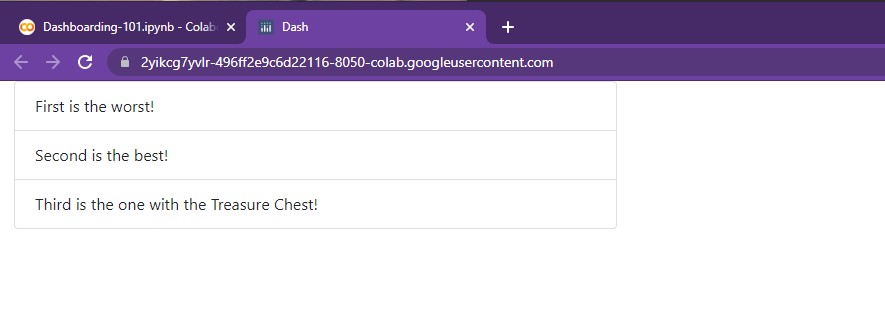 Dashboarding-101.ipynb - Colab
Dash
2yikcg7yvlr-496ff2e9c6d22116-8050-colab.googleusercontent.com
First is the worst!
Second is the best!
Third is the one with the Treasure Chest!